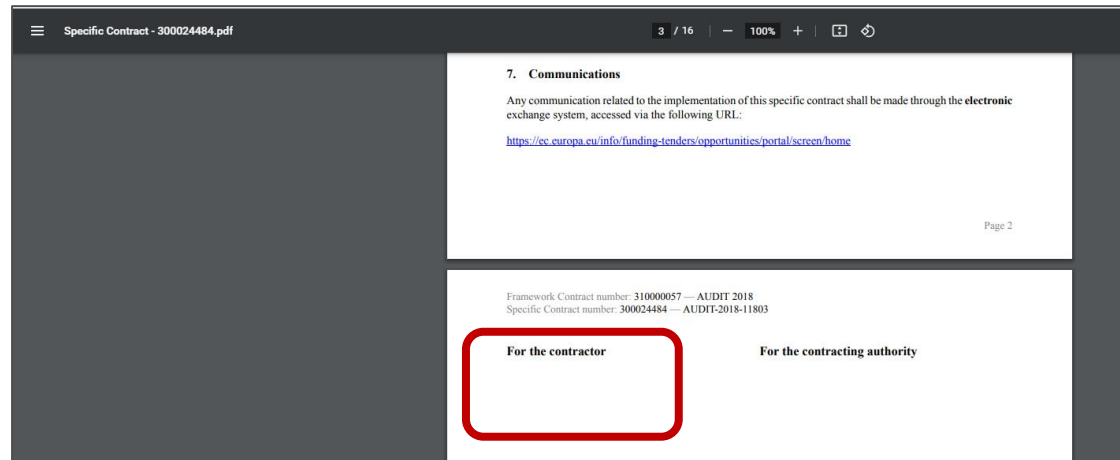 Specific Contract - 300024484.pdf
3 / 16 | − 100% + |
7. Communications
Any communication related to the implementation of this specific contract shall be made through the electronic
exchange system, accessed via the following URL:
https://ec.europa.eu/info/funding-tenders/opportunities/portal/screen/home
Page 2
Framework Contract number: 310000057 — AUDIT 2018
Specific Contract number: 300024484 — AUDIT-2018-11803
For the contractor For the contracting authority